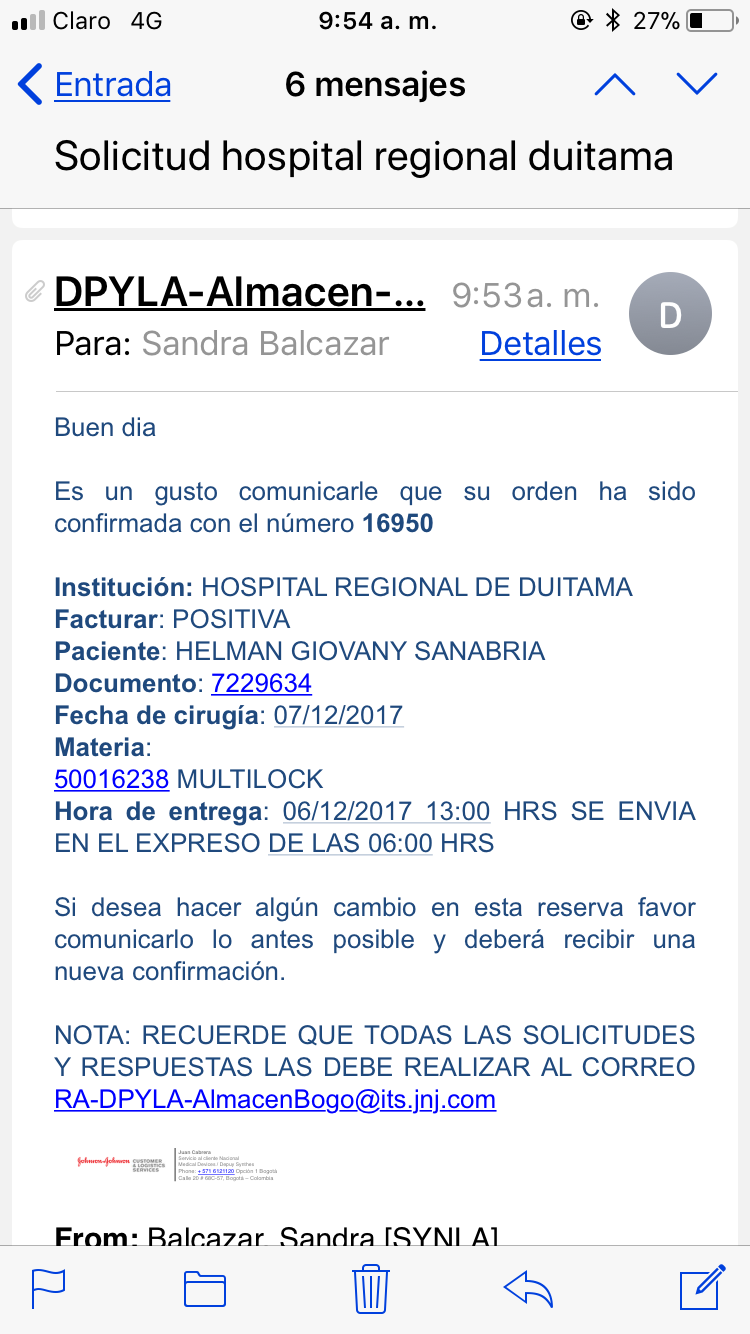 Claro 4G 9:54 a. m. 27%
Entrada 6 mensajes
Solicitud hospital regional duitama
DPYLA-Almacen-... 9:53 a. m.
D
Para: Sandra Balcazar Detalles
Buen dia
Es un gusto comunicarle que su orden ha sido
confirmada con el número 16950
Institución: HOSPITAL REGIONAL DE DUITAMA
Facturar: POSITIVA
Paciente: HELMAN GIOVANY SANABRIA
Documento: 7229634
Fecha de cirugía: 07/12/2017
Materia:
50016238 MULTILOCK
Hora de entrega: 06/12/2017 13:00 HRS SE ENVIA
EN EL EXPRESO DE LAS 06:00 HRS
Si desea hacer algún cambio en esta reserva favor
comunicarlo lo antes posible y deberá recibir una
nueva confirmación.
NOTA: RECUERDE QUE TODAS LAS SOLICITUDES
Y RESPUESTAS LAS DEBE REALIZAR AL CORREO
RA-DPYLA-AlmacenBogo@its.jnj.com
Johnson & Johnson CUSTOMER
& LOGISTICS
SERVICES
Juan Cabrera
Servicio al cliente Nacional
Medical Devices / Depuy Synthes
Phone: +571 6121120 Opción 1 Bogotá
Calle 20 # 68C-57, Bogotá – Colombia
From: Balcazar, Sandra [SYNLA]